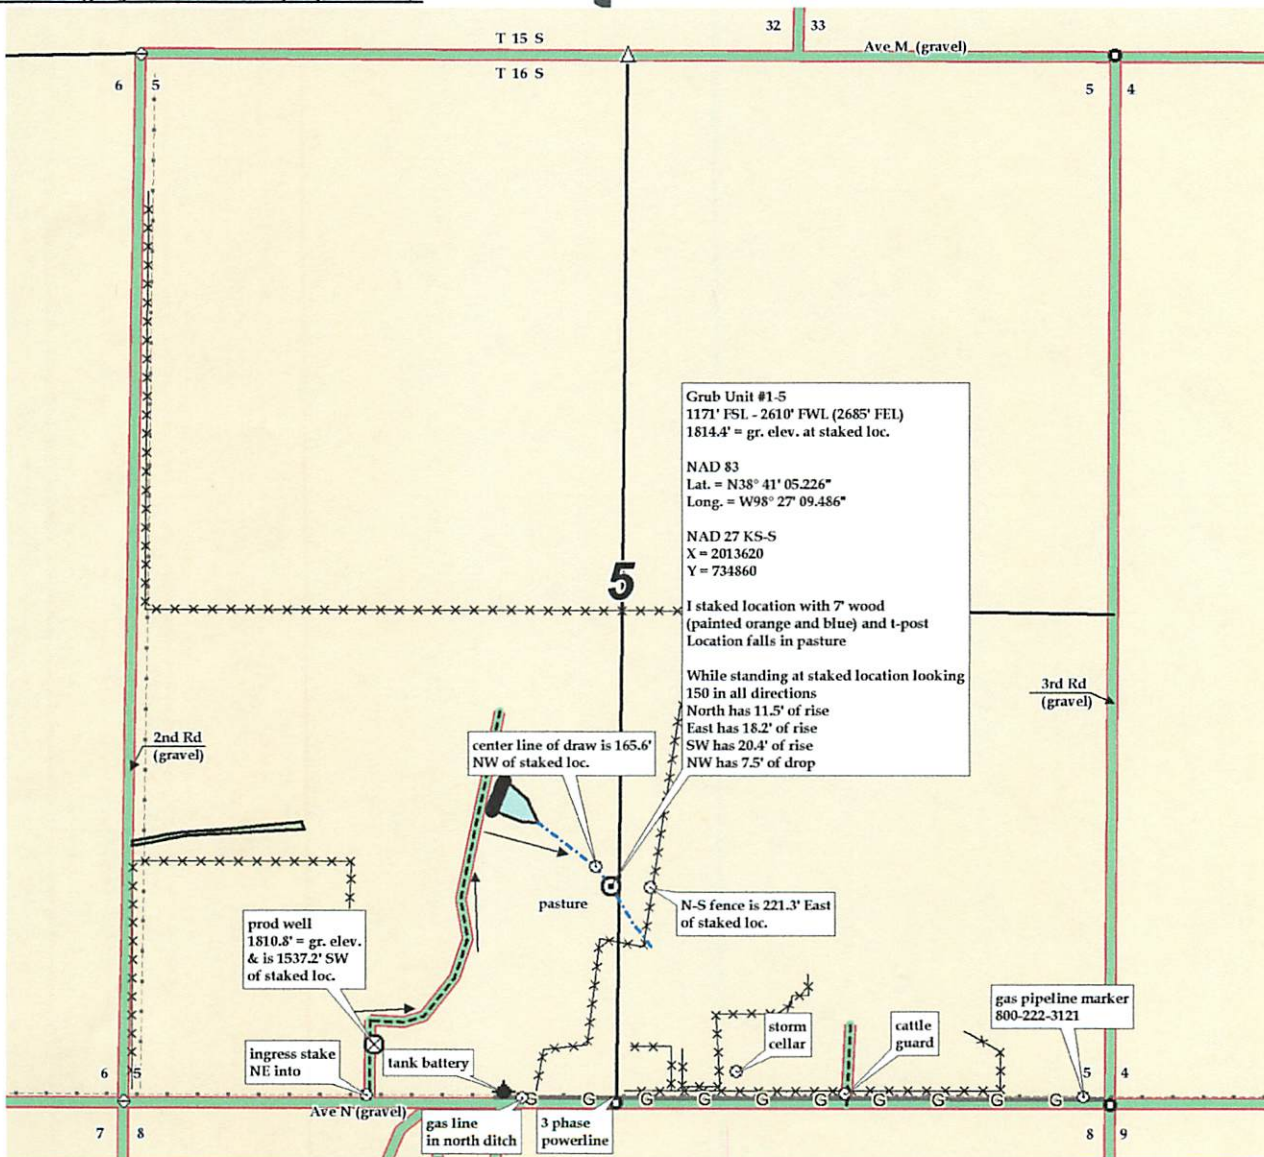 32 33
T 15 S
Ave M (gravel)
T 16 S
6 5
5 4
Grub Unit #1-5
1171' FSL - 2610' FWL (2685' FEL)
1814.4' = gr. elev. at staked loc.
NAD 83
Lat. = N38° 41' 05.226"
Long. = W98° 27' 09.486"
NAD 27 KS-S
X = 2013620
Y = 734860
I staked location with 7' wood
(painted orange and blue) and t-post
Location falls in pasture
While standing at staked location looking
150 in all directions
North has 11.5' of rise
East has 18.2' of rise
SW has 20.4' of rise
NW has 7.5' of drop
5
3rd Rd
(gravel)
2nd Rd
(gravel)
center line of draw is 165.6'
NW of staked loc.
pasture
N-S fence is 221.3' East
of staked loc.
prod well
1810.8' = gr. elev.
& is 1537.2' SW
of staked loc.
gas pipeline marker
800-222-3121
storm
cellar
cattle
guard
ingress stake
NE into
tank battery
6 5
5 4
G G G G G G G G G G
Ave N (gravel)
gas line
in north ditch
3 phase
powerline
7 8
8 9